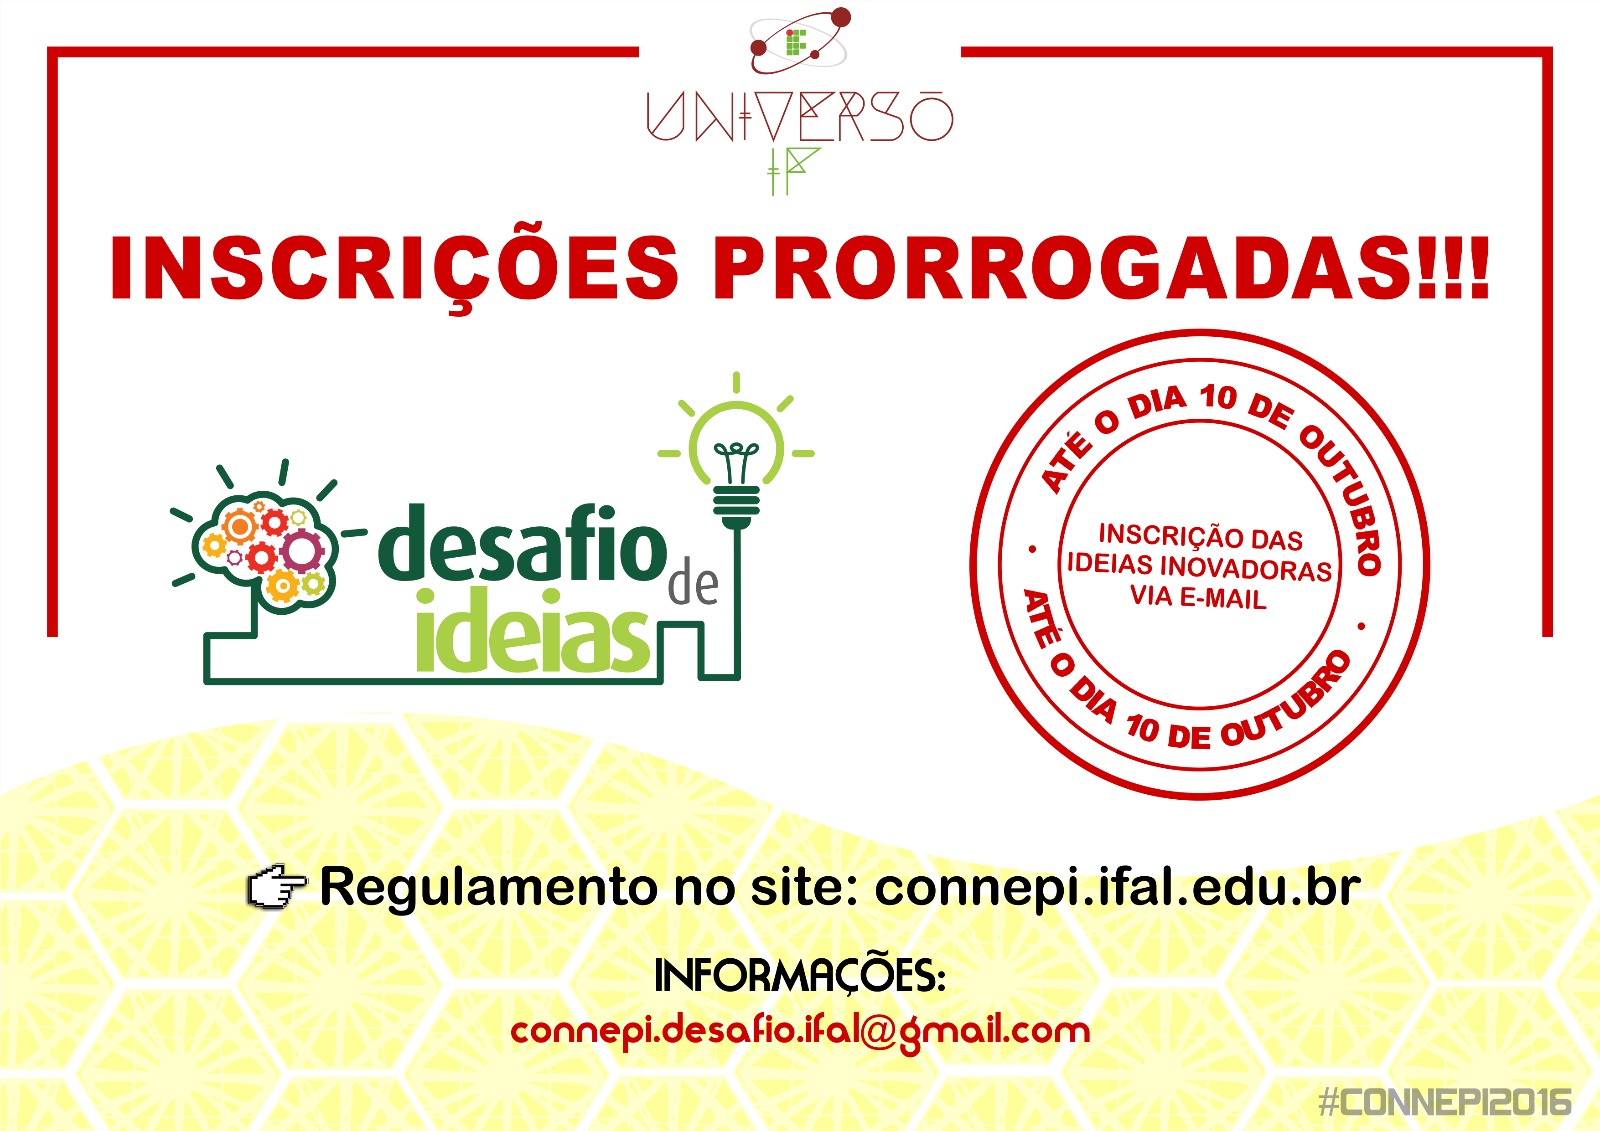 UNIVERSO
IF
INSCRIÇÕES PRORROGADAS!!!
desafio
de
ideias
ATÉ O DIA 10 DE OUTUBRO
INSCRIÇÃO DAS
IDEIAS INOVADORAS
VIA E-MAIL
ATÉ O DIA 10 DE OUTUBRO
Regulamento no site: connepi.ifal.edu.br
INFORMAÇÕES:
connepi.desafio.ifal@gmail.com
#CONNEPI2016